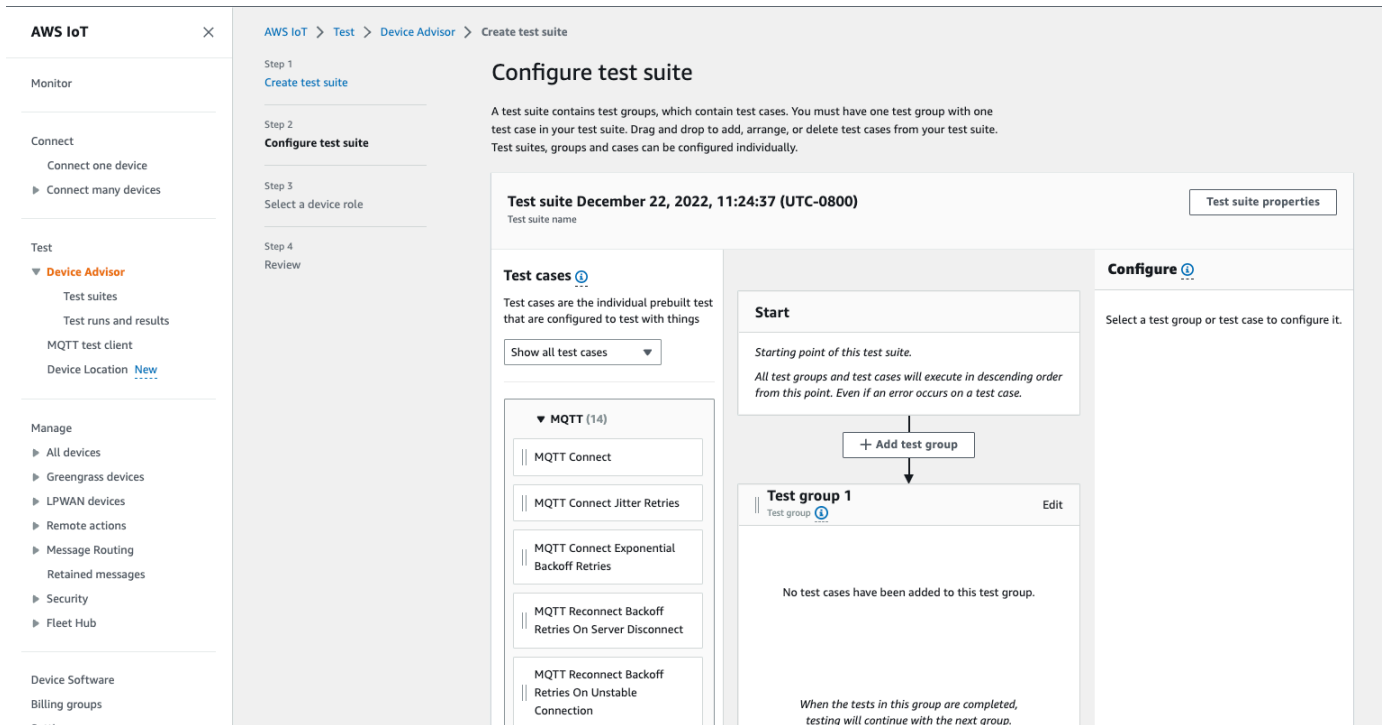 AWS IoT
Monitor
Connect
Connect one device
Connect many devices
Test
Device Advisor
Test suites
Test runs and results
MQTT test client
Device Location New
Manage
All devices
Greengrass devices
LPWAN devices
Remote actions
Message Routing
Retained messages
Security
Fleet Hub
Device Software
Billing groups
AWS IoT > Test > Device Advisor > Create test suite
Step 1
Create test suite
Step 2
Configure test suite
Step 3
Select a device role
Step 4
Review
Configure test suite
A test suite contains test groups, which contain test cases. You must have one test group with one
test case in your test suite. Drag and drop to add, arrange, or delete test cases from your test suite.
Test suites, groups and cases can be configured individually.
Test suite December 22, 2022, 11:24:37 (UTC-0800)
Test suite name
Test suite properties
Test cases
Test cases are the individual prebuilt test
that are configured to test with things
Show all test cases
MQTT (14)
MQTT Connect
MQTT Connect Jitter Retries
MQTT Connect Exponential
Backoff Retries
MQTT Reconnect Backoff
Retries On Server Disconnect
MQTT Reconnect Backoff
Retries On Unstable
Connection
Start
Starting point of this test suite.
All test groups and test cases will execute in descending order
from this point. Even if an error occurs on a test case.
+ Add test group
Test group 1
Test group
Edit
No test cases have been added to this test group.
When the tests in this group are completed,
testing will continue with the next group.
Configure
Select a test group or test case to configure it.